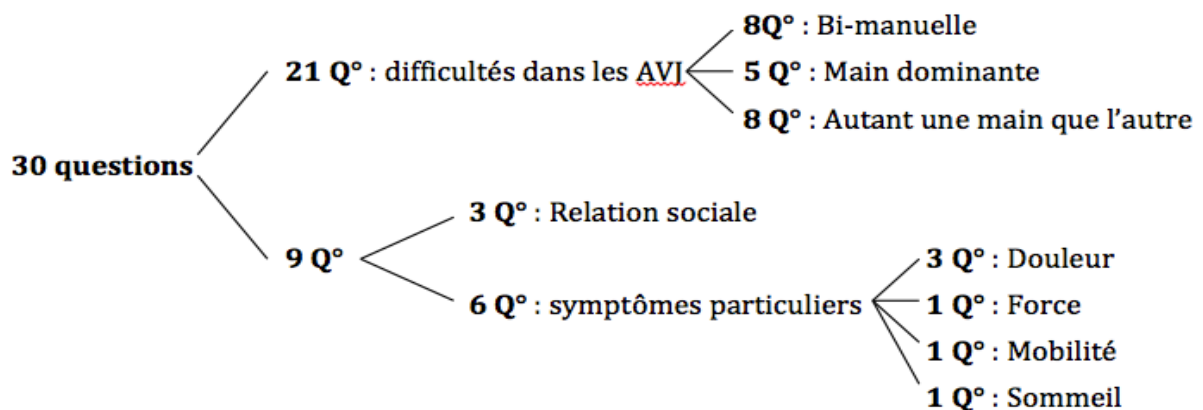 8Q° : Bi-manuelle
21 Q° : difficultés dans les AVJ
5 Q° : Main dominante
8 Q° : Autant une main que l’autre
30 questions
3 Q° : Relation sociale
9 Q°
3 Q° : Douleur
6 Q° : symptômes particuliers
1 Q° : Force
1 Q° : Mobilité
1 Q° : Sommeil